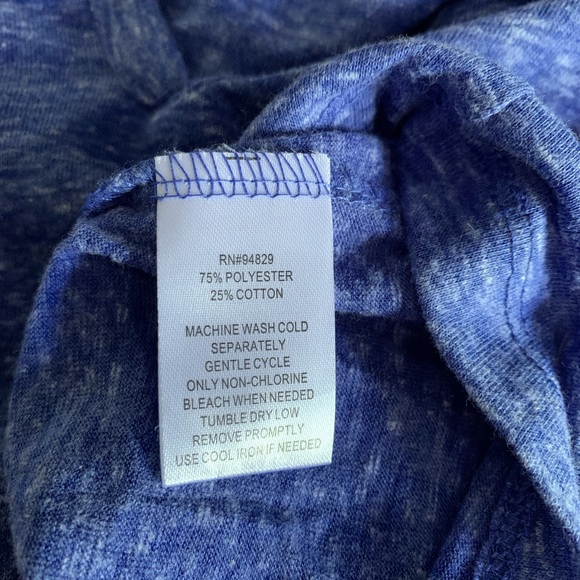 RN#94829
75% POLYESTER
25% COTTON
MACHINE WASH COLD
SEPARATELY
GENTLE CYCLE
ONLY NON-CHLORINE
BLEACH WHEN NEEDED
TUMBLE DRY LOW
REMOVE PROMPTLY
USE COOL IRON IF NEEDED